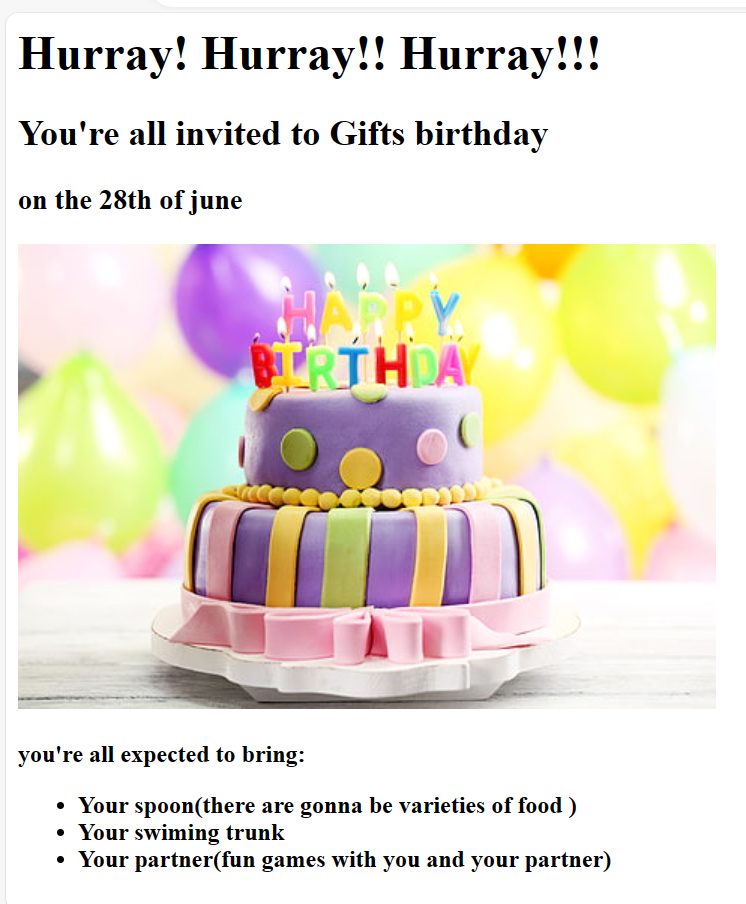 Hurray! Hurray!! Hurray!!!
You're all invited to Gifts birthday
on the 28th of june
HAPPY
BIRTHDAY
you're all expected to bring:
• Your spoon(there are gonna be varieties of food )
• Your swiming trunk
• Your partner(fun games with you and your partner)